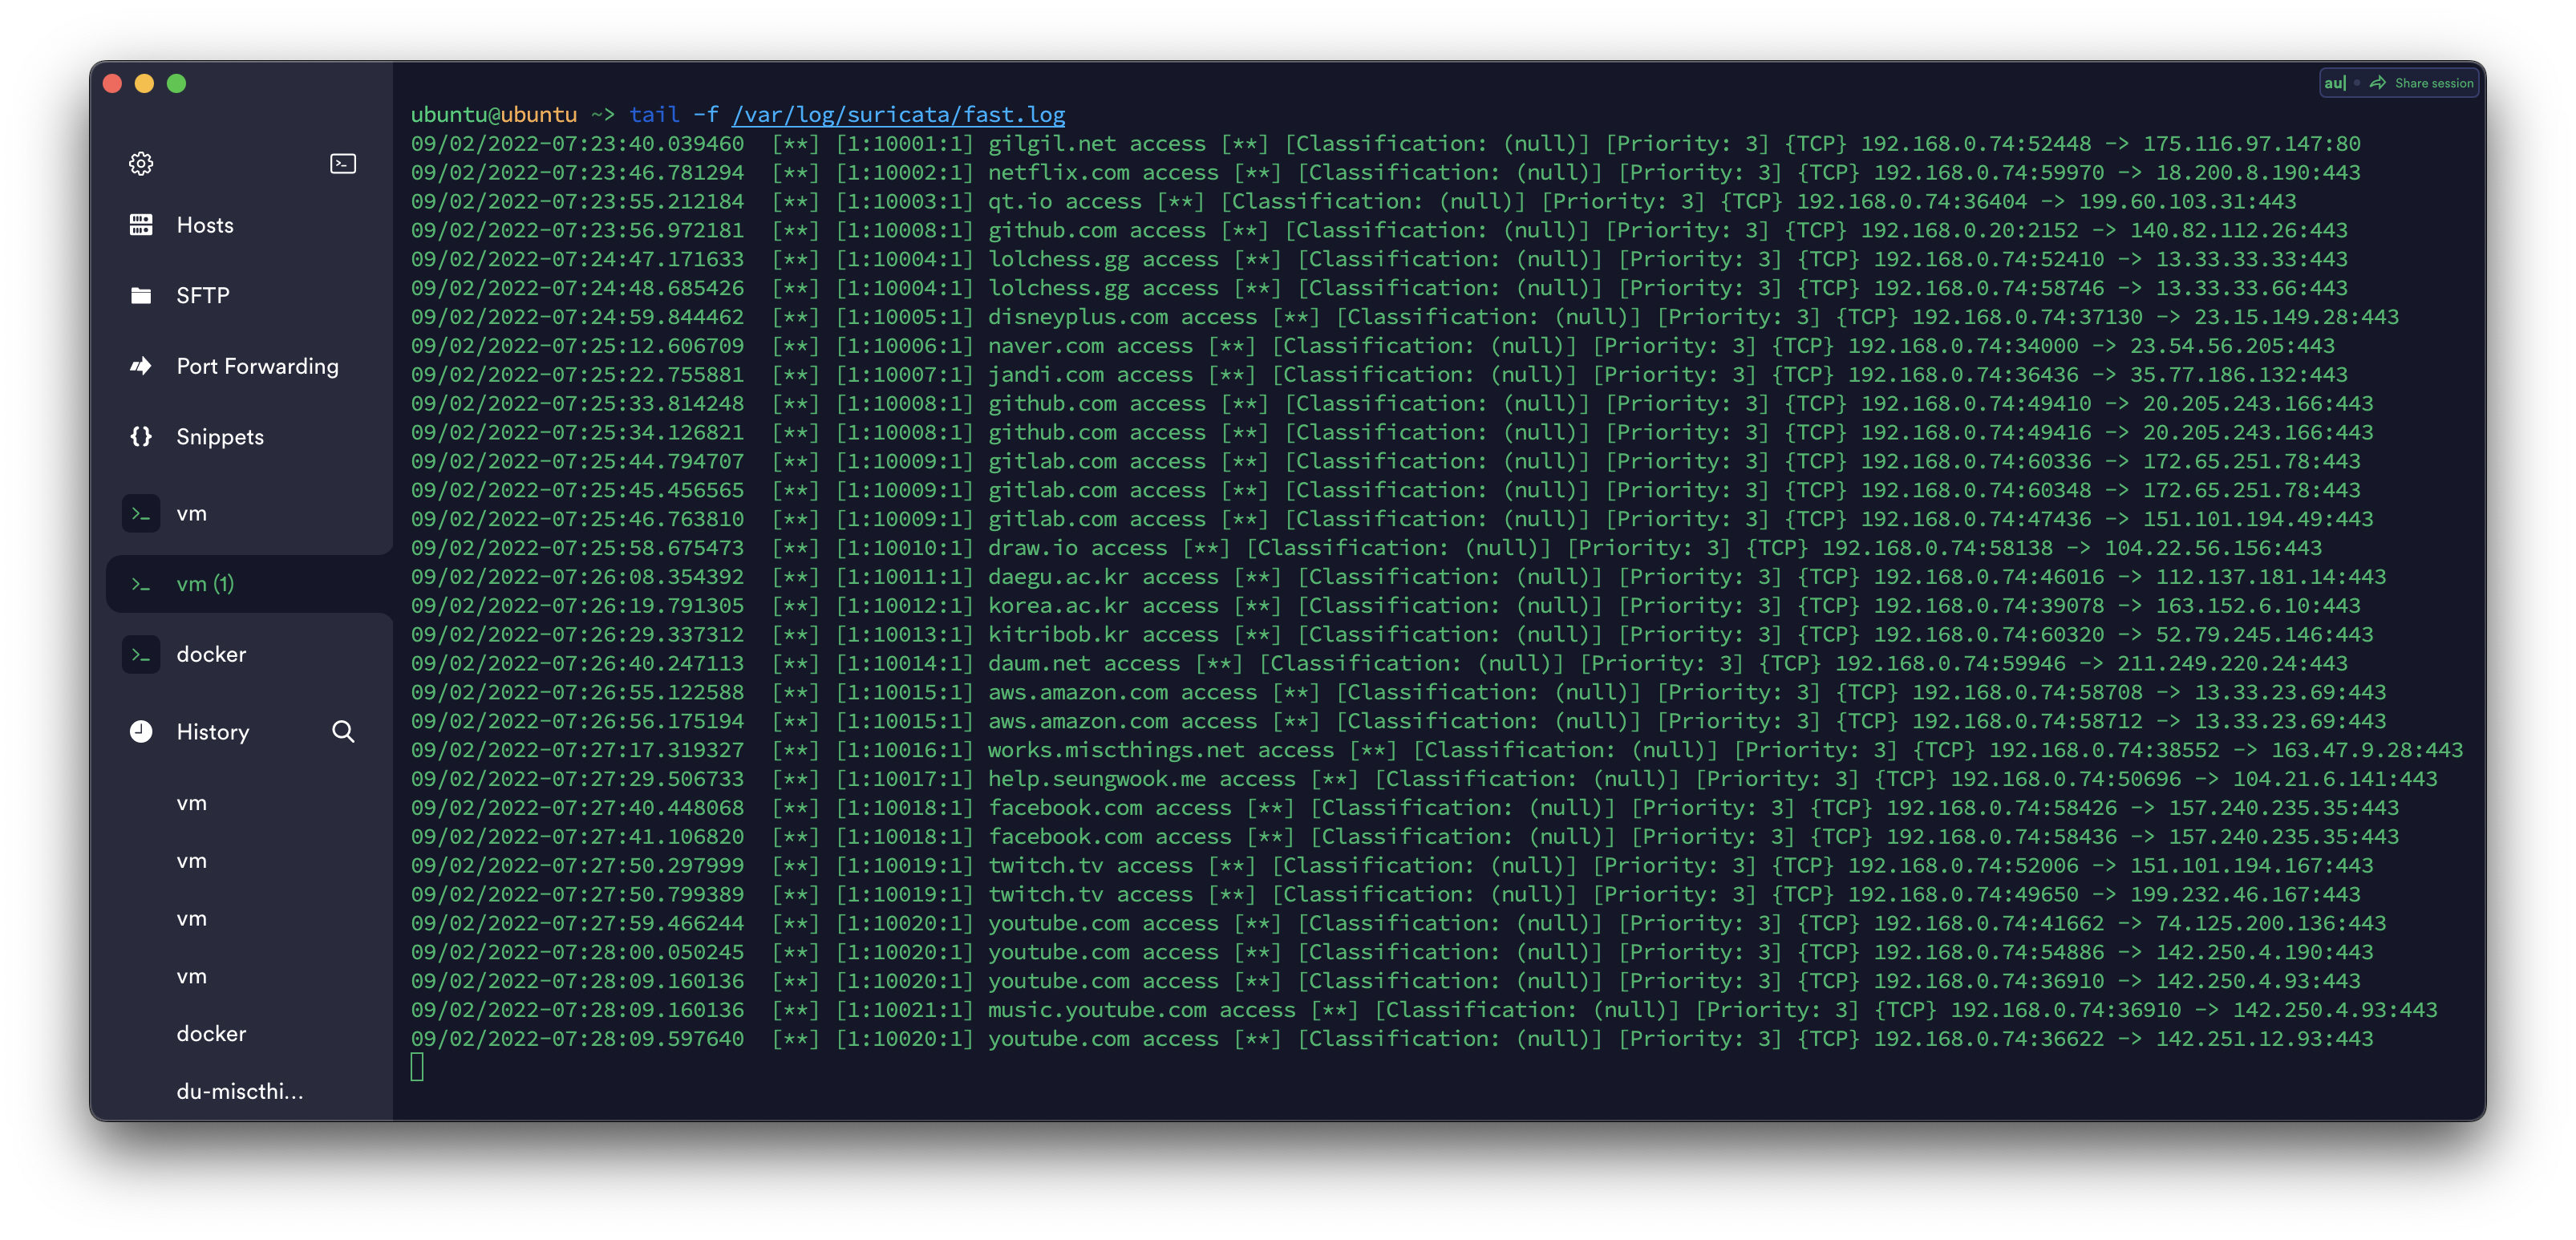 au| • Share session
Hosts
SFTP
Port Forwarding
Snippets
vm
vm (1)
docker
History
vm
vm
vm
vm
docker
du-miscthi...
ubuntu@ubuntu ~> tail -f /var/log/suricata/fast.log
09/02/2022-07:23:40.039460  [**] [1:10001:1] gilgil.net access [**] [Classification: (null)] [Priority: 3] {TCP} 192.168.0.74:52448 -> 175.116.97.147:80
09/02/2022-07:23:46.781294  [**] [1:10002:1] netflix.com access [**] [Classification: (null)] [Priority: 3] {TCP} 192.168.0.74:59970 -> 18.200.8.190:443
09/02/2022-07:23:55.212184  [**] [1:10003:1] qt.io access [**] [Classification: (null)] [Priority: 3] {TCP} 192.168.0.74:36404 -> 199.60.103.31:443
09/02/2022-07:23:56.972181  [**] [1:10008:1] github.com access [**] [Classification: (null)] [Priority: 3] {TCP} 192.168.0.20:2152 -> 140.82.112.26:443
09/02/2022-07:24:47.171633  [**] [1:10004:1] lolchess.gg access [**] [Classification: (null)] [Priority: 3] {TCP} 192.168.0.74:52410 -> 13.33.33.33:443
09/02/2022-07:24:48.685426  [**] [1:10004:1] lolchess.gg access [**] [Classification: (null)] [Priority: 3] {TCP} 192.168.0.74:58746 -> 13.33.33.66:443
09/02/2022-07:24:59.844462  [**] [1:10005:1] disneyplus.com access [**] [Classification: (null)] [Priority: 3] {TCP} 192.168.0.74:37130 -> 23.15.149.28:443
09/02/2022-07:25:12.606709  [**] [1:10006:1] naver.com access [**] [Classification: (null)] [Priority: 3] {TCP} 192.168.0.74:34000 -> 23.54.56.205:443
09/02/2022-07:25:22.755881  [**] [1:10007:1] jandi.com access [**] [Classification: (null)] [Priority: 3] {TCP} 192.168.0.74:36436 -> 35.77.186.132:443
09/02/2022-07:25:33.814248  [**] [1:10008:1] github.com access [**] [Classification: (null)] [Priority: 3] {TCP} 192.168.0.74:49410 -> 20.205.243.166:443
09/02/2022-07:25:34.126821  [**] [1:10008:1] github.com access [**] [Classification: (null)] [Priority: 3] {TCP} 192.168.0.74:49416 -> 20.205.243.166:443
09/02/2022-07:25:44.794707  [**] [1:10009:1] gitlab.com access [**] [Classification: (null)] [Priority: 3] {TCP} 192.168.0.74:60336 -> 172.65.251.78:443
09/02/2022-07:25:45.456565  [**] [1:10009:1] gitlab.com access [**] [Classification: (null)] [Priority: 3] {TCP} 192.168.0.74:60348 -> 172.65.251.78:443
09/02/2022-07:25:46.763810  [**] [1:10009:1] gitlab.com access [**] [Classification: (null)] [Priority: 3] {TCP} 192.168.0.74:47436 -> 151.101.194.49:443
09/02/2022-07:25:58.675473  [**] [1:10010:1] draw.io access [**] [Classification: (null)] [Priority: 3] {TCP} 192.168.0.74:58138 -> 104.22.56.156:443
09/02/2022-07:26:08.354392  [**] [1:10011:1] daegu.ac.kr access [**] [Classification: (null)] [Priority: 3] {TCP} 192.168.0.74:46016 -> 112.137.181.14:443
09/02/2022-07:26:19.791305  [**] [1:10012:1] korea.ac.kr access [**] [Classification: (null)] [Priority: 3] {TCP} 192.168.0.74:39078 -> 163.152.6.10:443
09/02/2022-07:26:29.337312  [**] [1:10013:1] kitribob.kr access [**] [Classification: (null)] [Priority: 3] {TCP} 192.168.0.74:60320 -> 52.79.245.146:443
09/02/2022-07:26:40.247113  [**] [1:10014:1] daum.net access [**] [Classification: (null)] [Priority: 3] {TCP} 192.168.0.74:59946 -> 211.249.220.24:443
09/02/2022-07:26:55.122588  [**] [1:10015:1] aws.amazon.com access [**] [Classification: (null)] [Priority: 3] {TCP} 192.168.0.74:58708 -> 13.33.23.69:443
09/02/2022-07:26:56.175194  [**] [1:10015:1] aws.amazon.com access [**] [Classification: (null)] [Priority: 3] {TCP} 192.168.0.74:58712 -> 13.33.23.69:443
09/02/2022-07:27:17.319327  [**] [1:10016:1] works.miscthings.net access [**] [Classification: (null)] [Priority: 3] {TCP} 192.168.0.74:38552 -> 163.47.9.28:443
09/02/2022-07:27:29.506733  [**] [1:10017:1] help.seungwook.me access [**] [Classification: (null)] [Priority: 3] {TCP} 192.168.0.74:50696 -> 104.21.6.141:443
09/02/2022-07:27:40.448068  [**] [1:10018:1] facebook.com access [**] [Classification: (null)] [Priority: 3] {TCP} 192.168.0.74:58426 -> 157.240.235.35:443
09/02/2022-07:27:41.106820  [**] [1:10018:1] facebook.com access [**] [Classification: (null)] [Priority: 3] {TCP} 192.168.0.74:58436 -> 157.240.235.35:443
09/02/2022-07:27:50.297999  [**] [1:10019:1] twitch.tv access [**] [Classification: (null)] [Priority: 3] {TCP} 192.168.0.74:52006 -> 151.101.194.167:443
09/02/2022-07:27:50.799389  [**] [1:10019:1] twitch.tv access [**] [Classification: (null)] [Priority: 3] {TCP} 192.168.0.74:49650 -> 199.232.46.167:443
09/02/2022-07:27:59.466244  [**] [1:10020:1] youtube.com access [**] [Classification: (null)] [Priority: 3] {TCP} 192.168.0.74:41662 -> 74.125.200.136:443
09/02/2022-07:28:00.050245  [**] [1:10020:1] youtube.com access [**] [Classification: (null)] [Priority: 3] {TCP} 192.168.0.74:54886 -> 142.250.4.190:443
09/02/2022-07:28:09.160136  [**] [1:10020:1] youtube.com access [**] [Classification: (null)] [Priority: 3] {TCP} 192.168.0.74:36910 -> 142.250.4.93:443
09/02/2022-07:28:09.160136  [**] [1:10021:1] music.youtube.com access [**] [Classification: (null)] [Priority: 3] {TCP} 192.168.0.74:36910 -> 142.250.4.93:443
09/02/2022-07:28:09.597640  [**] [1:10020:1] youtube.com access [**] [Classification: (null)] [Priority: 3] {TCP} 192.168.0.74:36622 -> 142.251.12.93:443